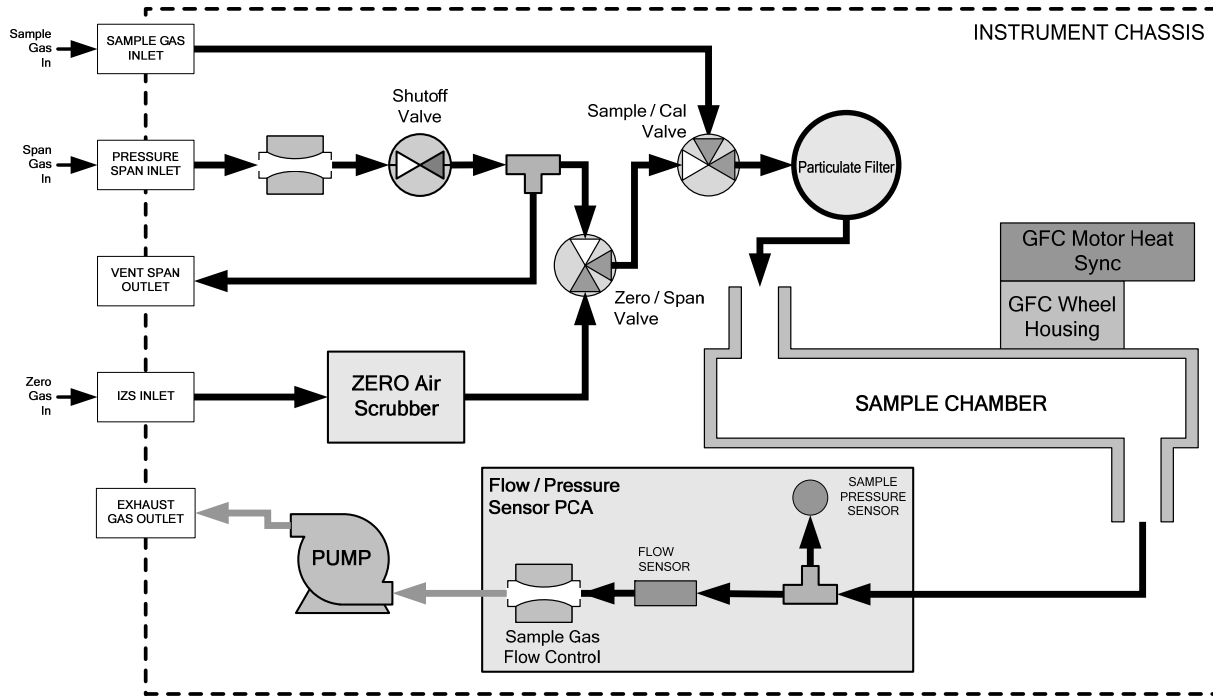 INSTRUMENT CHASSIS
Sample
Gas
In
SAMPLE GAS
INLET
Shutoff
Valve
Sample / Cal
Valve
Span
Gas
In
PRESSURE
SPAN INLET
Particulate Filter
GFC Motor Heat
Sync
VENT SPAN
OUTLET
Zero / Span
Valve
GFC Wheel
Housing
Zero
Gas
In
IZS INLET
ZERO Air
Scrubber
SAMPLE CHAMBER
Flow / Pressure
Sensor PCA
SAMPLE
PRESSURE
SENSOR
EXHAUST
GAS OUTLET
PUMP
FLOW
SENSOR
Sample Gas
Flow Control